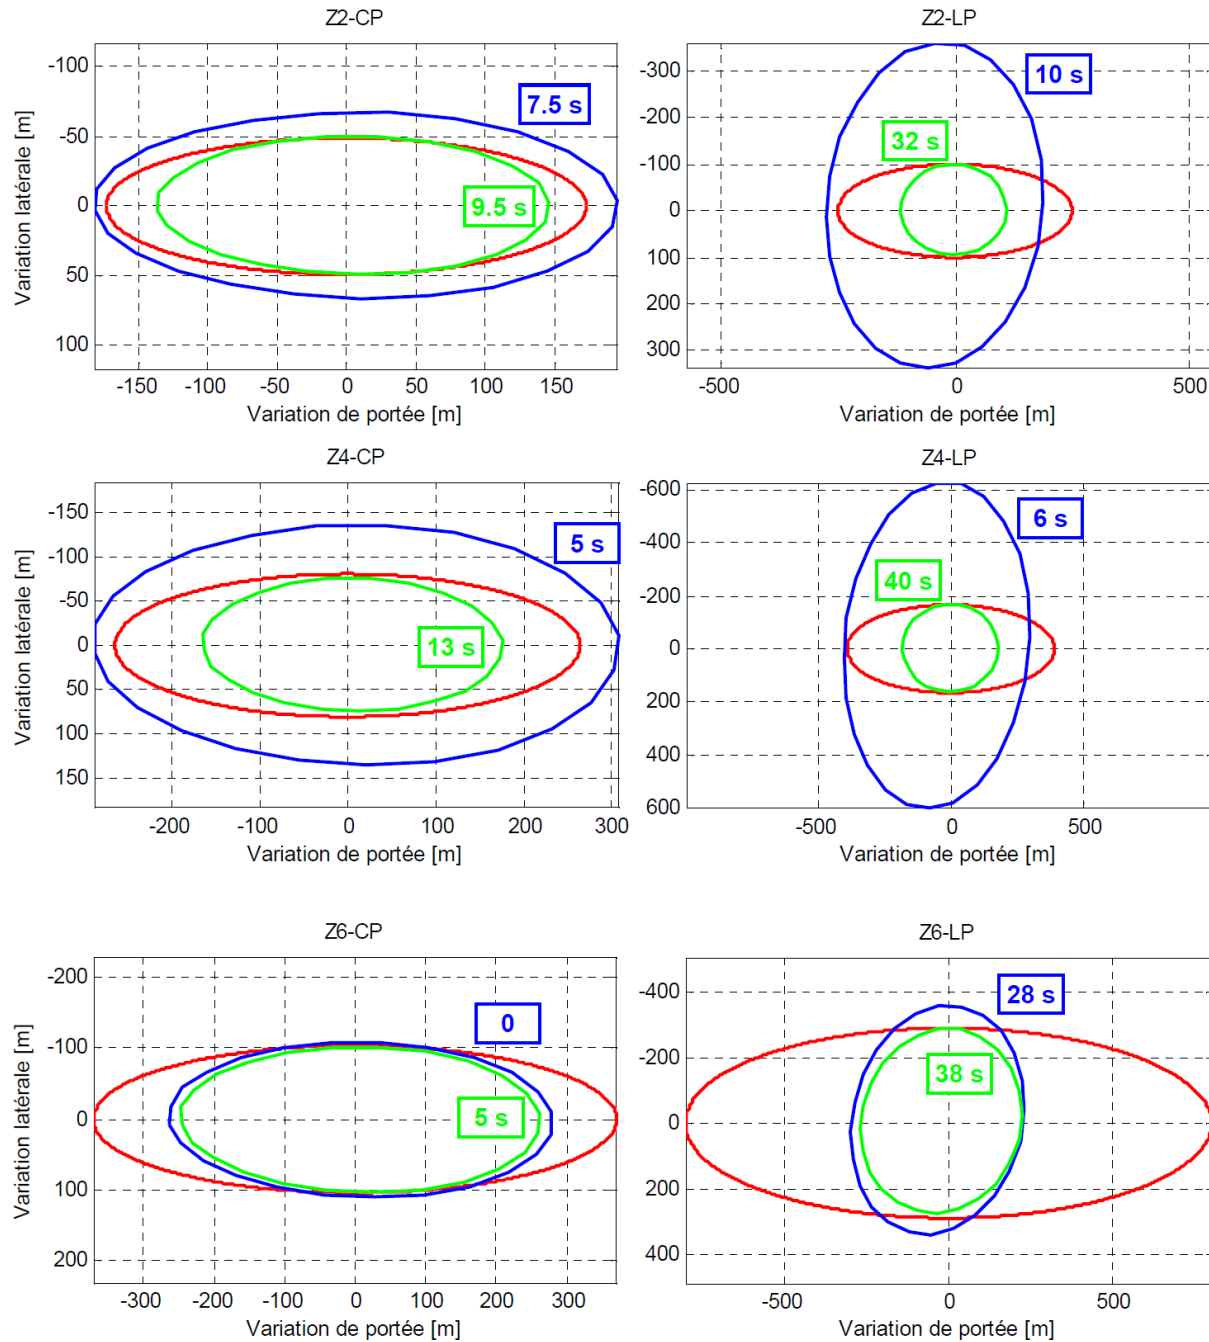 Z2-CP
-100
-50
0
50
100
-150
-100
-50
0
50
100
150
Variation latérale [m]
Variation de portée [m]
7.5 s
9.5 s
Z2-LP
-300
-200
-100
0
100
200
300
-500
0
500
Variation de portée [m]
10 s
32 s
Z4-CP
-150
-100
-50
0
50
100
150
-200
-100
0
100
200
300
Variation latérale [m]
Variation de portée [m]
5 s
13 s
Z4-LP
-600
-400
-200
0
200
400
600
-500
0
500
Variation de portée [m]
6 s
40 s
Z6-CP
-200
-100
0
100
200
-300
-200
-100
0
100
200
300
Variation latérale [m]
Variation de portée [m]
0
5 s
Z6-LP
-400
-200
0
200
400
-500
0
500
Variation de portée [m]
28 s
38 s